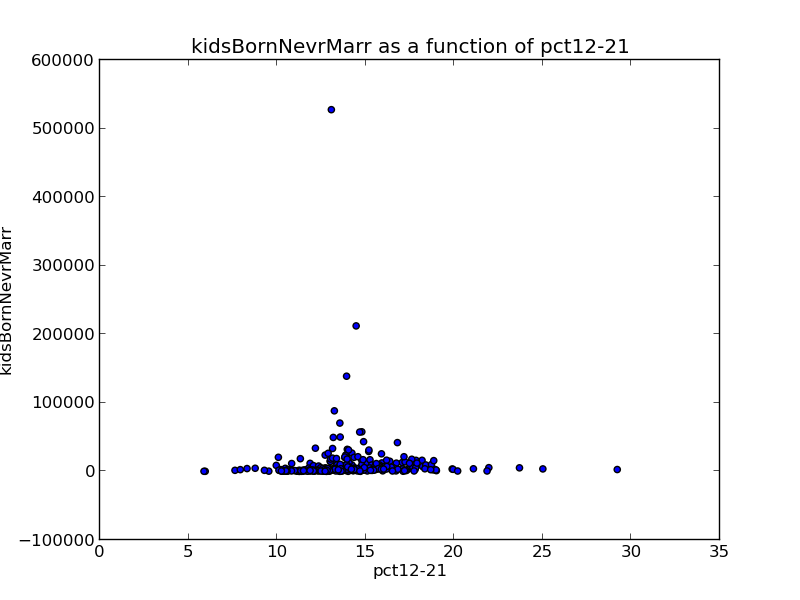 kidsBornNevrMarr as a function of pct12-21
600000
500000
400000
300000
200000
100000
0
−100000
kidsBornNevrMarr
0 5 10 15 20 25 30 35
pct12-21